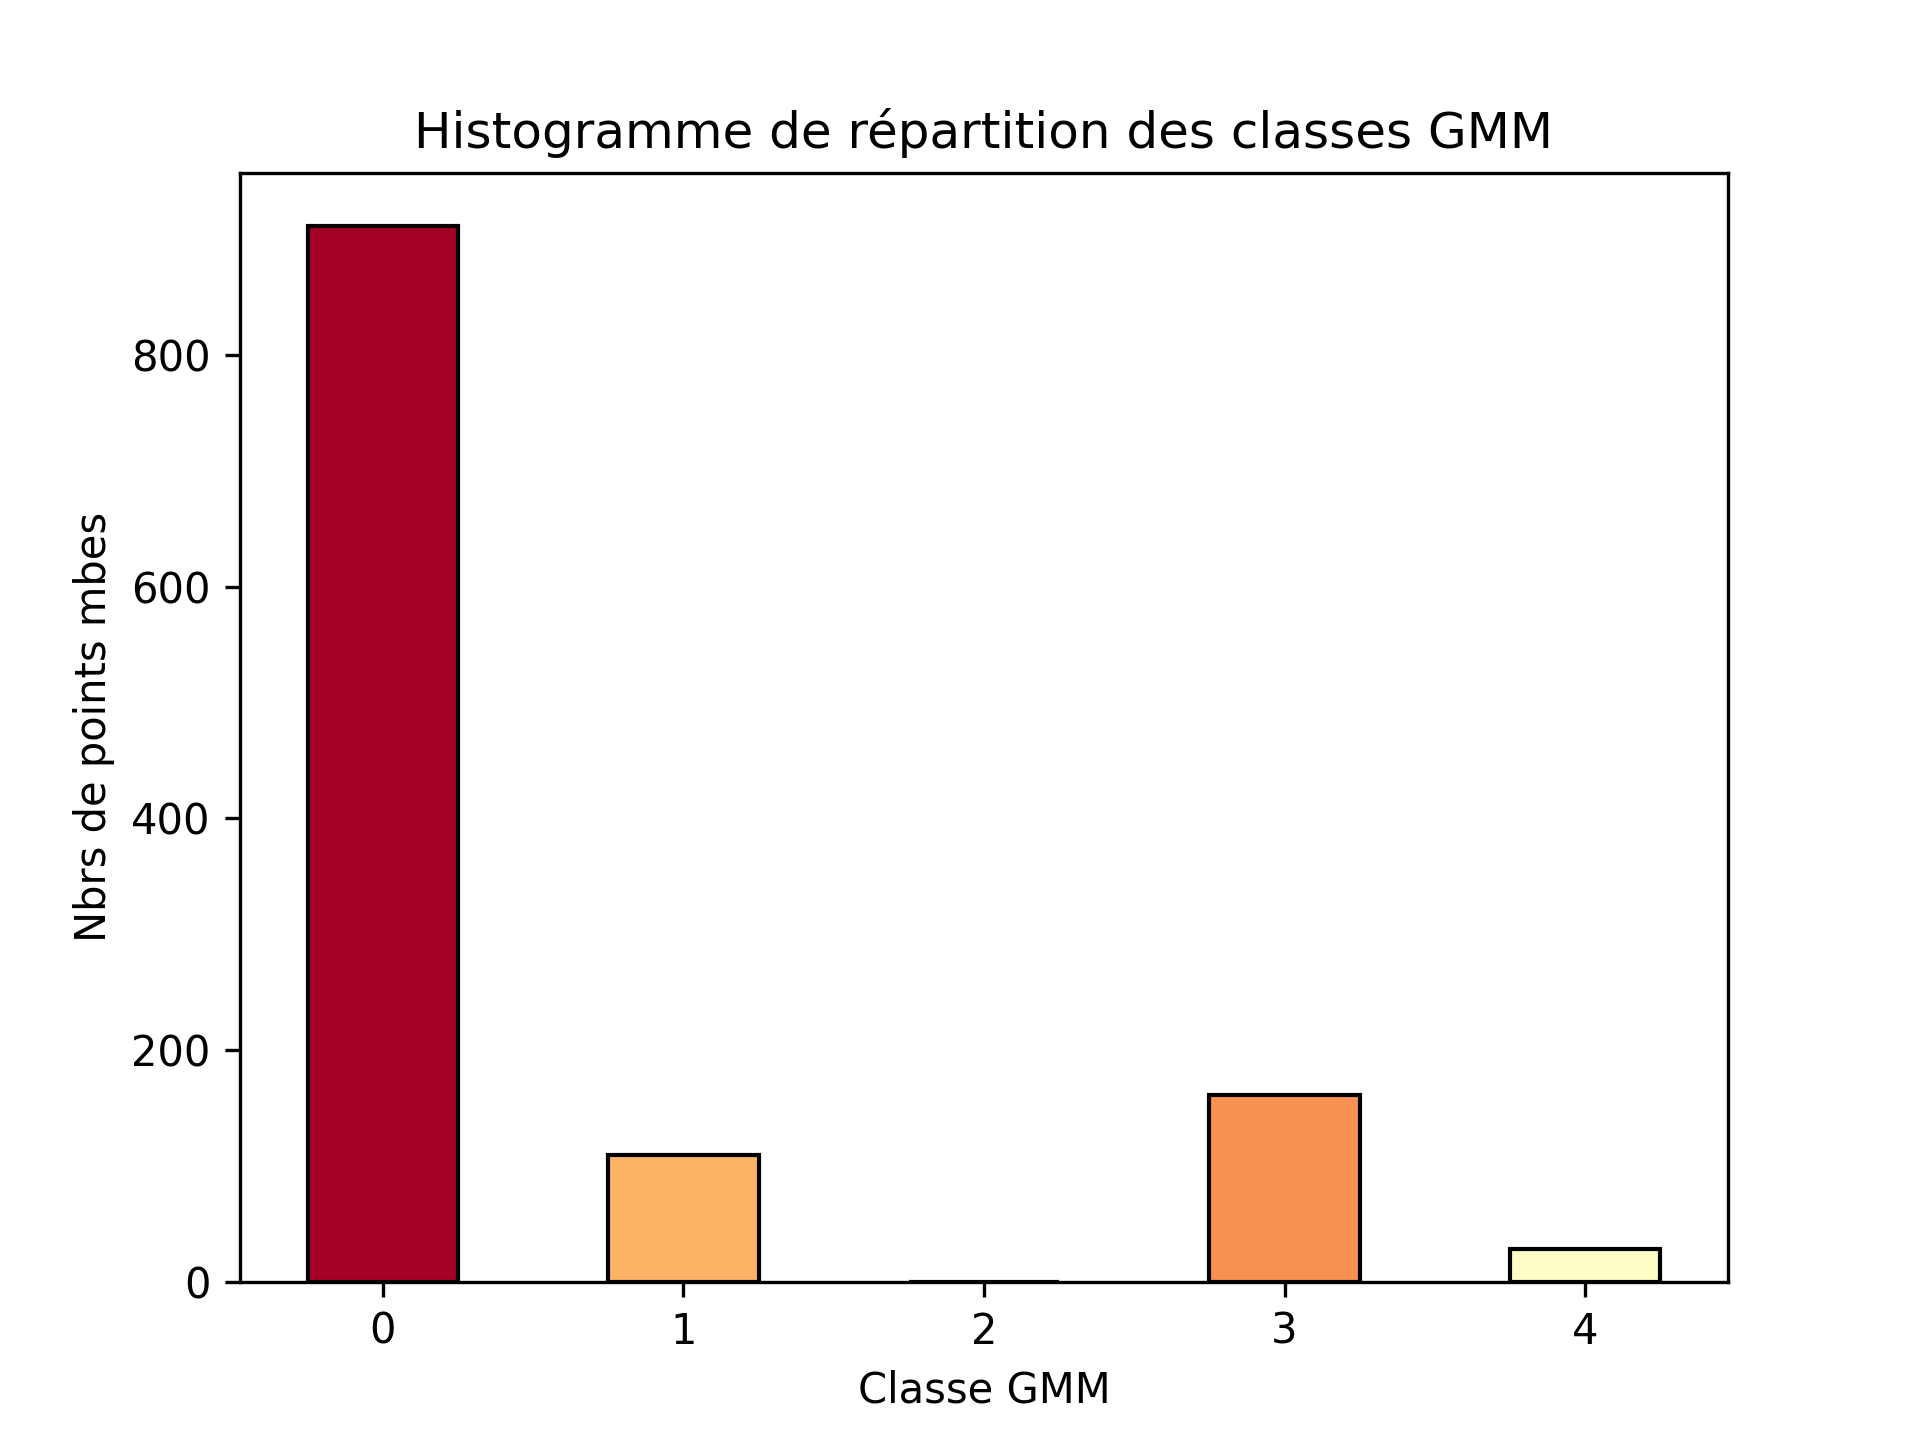 Histogramme de répartition des classes GMM
Nbrs de points mbes
800
600
400
200
0
0 1 2 3 4
Classe GMM